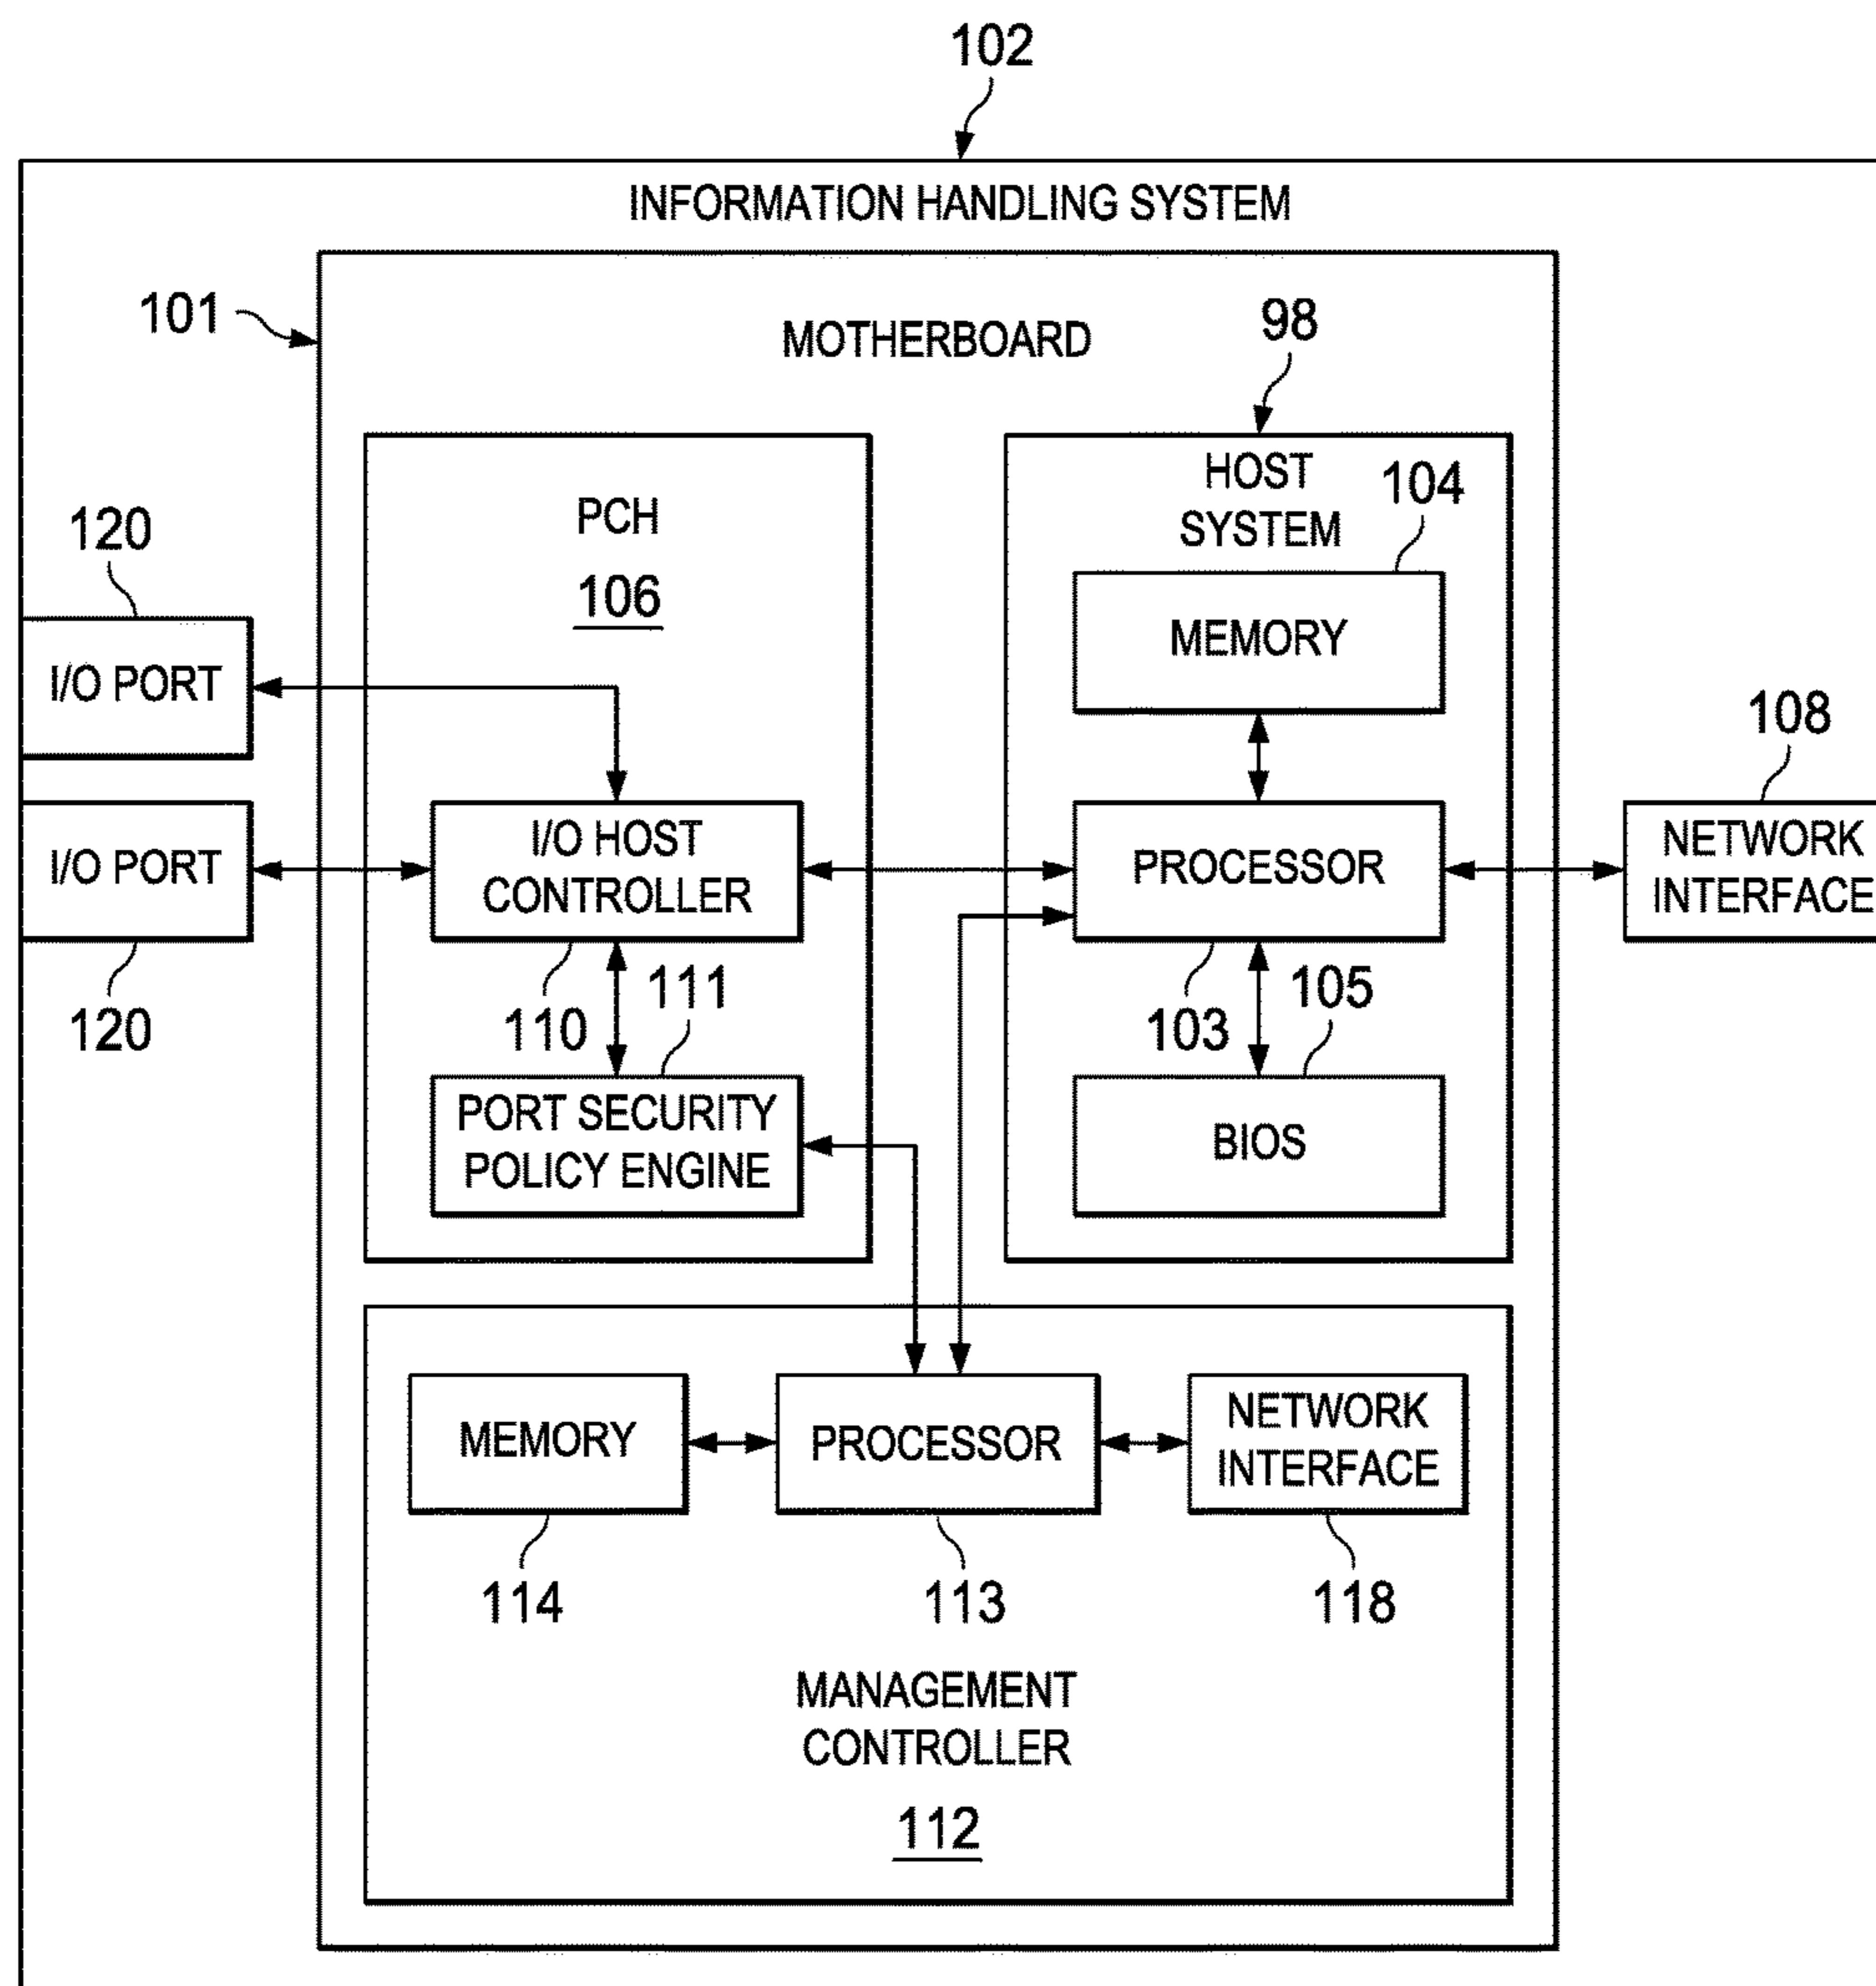 102
INFORMATION HANDLING SYSTEM
101
MOTHERBOARD
98
PCH
106
HOST
SYSTEM
104
MEMORY
120
I/O PORT
108
I/O PORT
120
I/O HOST
CONTROLLER
110
PROCESSOR
103
NETWORK
INTERFACE
111
PORT SECURITY
POLICY ENGINE
105
BIOS
MEMORY
114
PROCESSOR
113
NETWORK
INTERFACE
118
MANAGEMENT
CONTROLLER
112